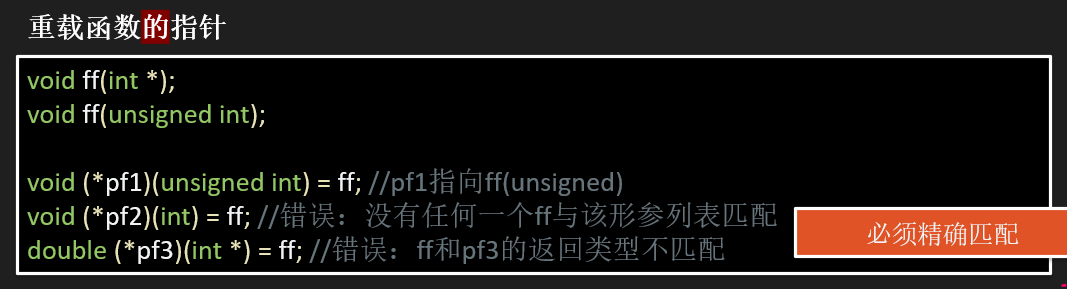 重载函数的指针
void ff(int *);
void ff(unsigned int);
void (*pf1)(unsigned int) = ff; //pf1指向ff(unsigned)
void (*pf2)(int) = ff; //错误：没有任何一个ff与该形参列表匹配
double (*pf3)(int *) = ff; //错误：ff和pf3的返回类型不匹配
必须精确匹配